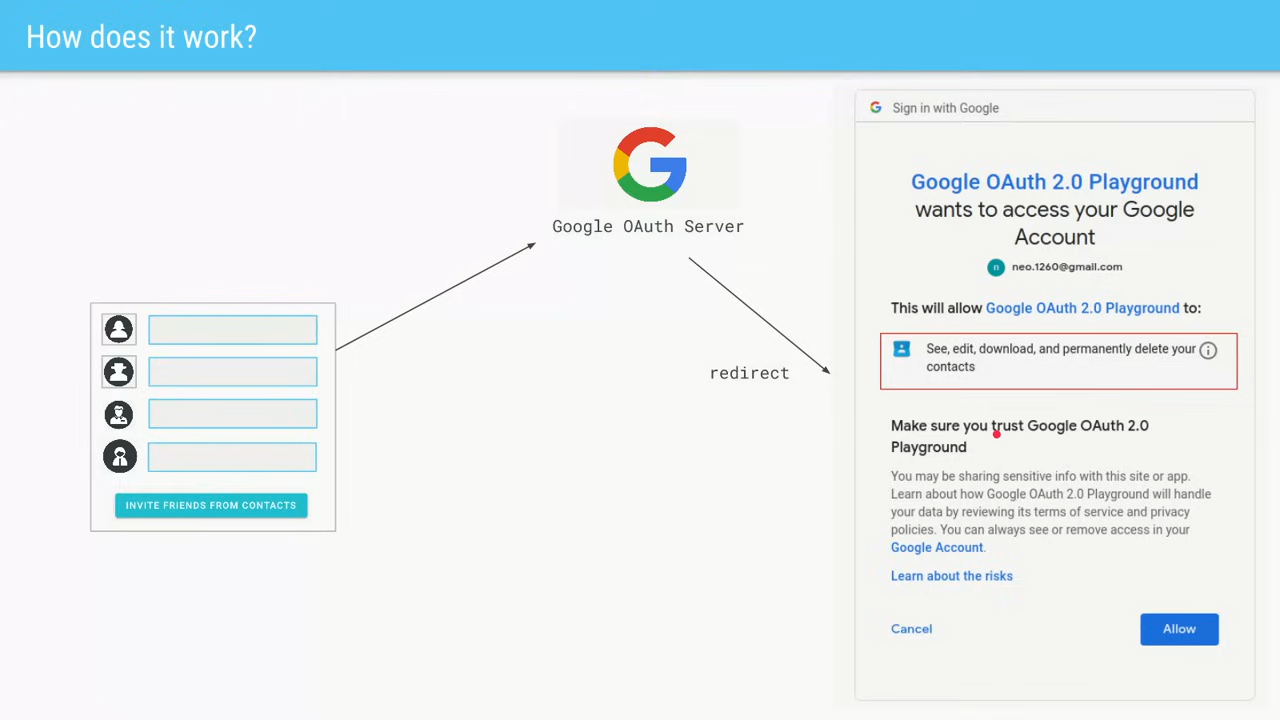 How does it work?
Google OAuth Server
redirect
INVITE FRIENDS FROM CONTACTS
Sign in with Google
Google OAuth 2.0 Playground
wants to access your Google
Account
n
neo.1260@gmail.com
This will allow Google OAuth 2.0 Playground to:
See, edit, download, and permanently delete your
contacts
Make sure you trust Google OAuth 2.0
Playground
You may be sharing sensitive info with this site or app.
Learn about how Google OAuth 2.0 Playground will handle
your data by reviewing its terms of service and privacy
policies. You can always see or remove access in your
Google Account.
Learn about the risks
Cancel
Allow